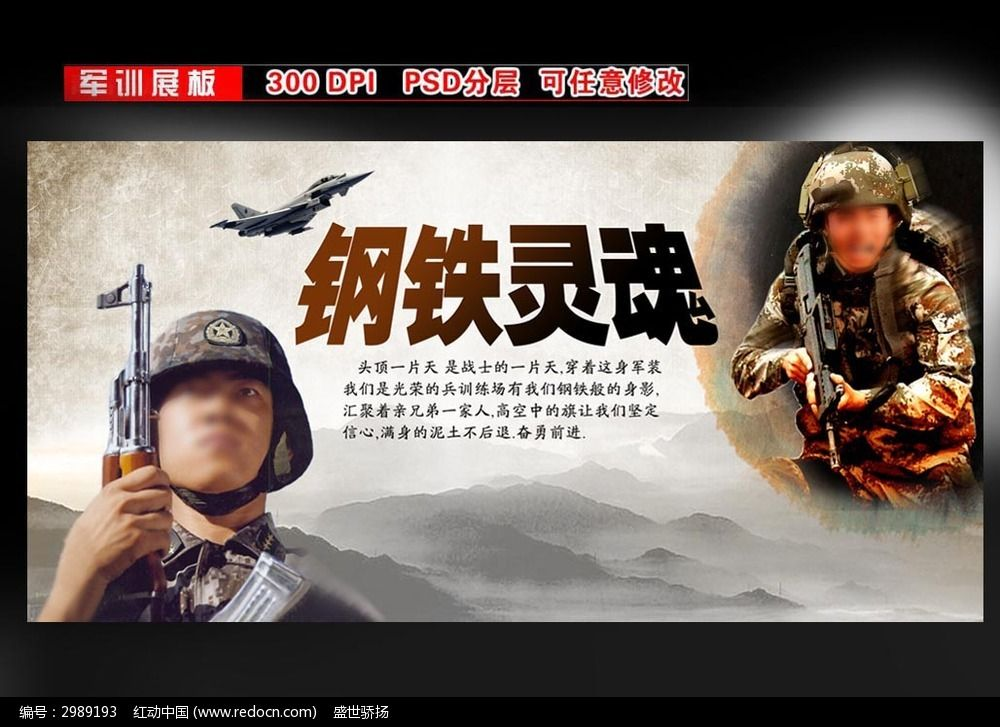 军训展板 300 DPI PSD分层 可任意修改
钢铁灵魂
头顶一片天 是战士的一片天,穿着这身军装
我们是光荣的兵训练场有我们钢铁般的身影,
汇聚着亲兄弟一家人,高空中的旗让我们坚定
信心,满身的泥土不后退.奋勇前进.
编号：2989193 红动中国 (www.redocn.com) 盛世骄扬